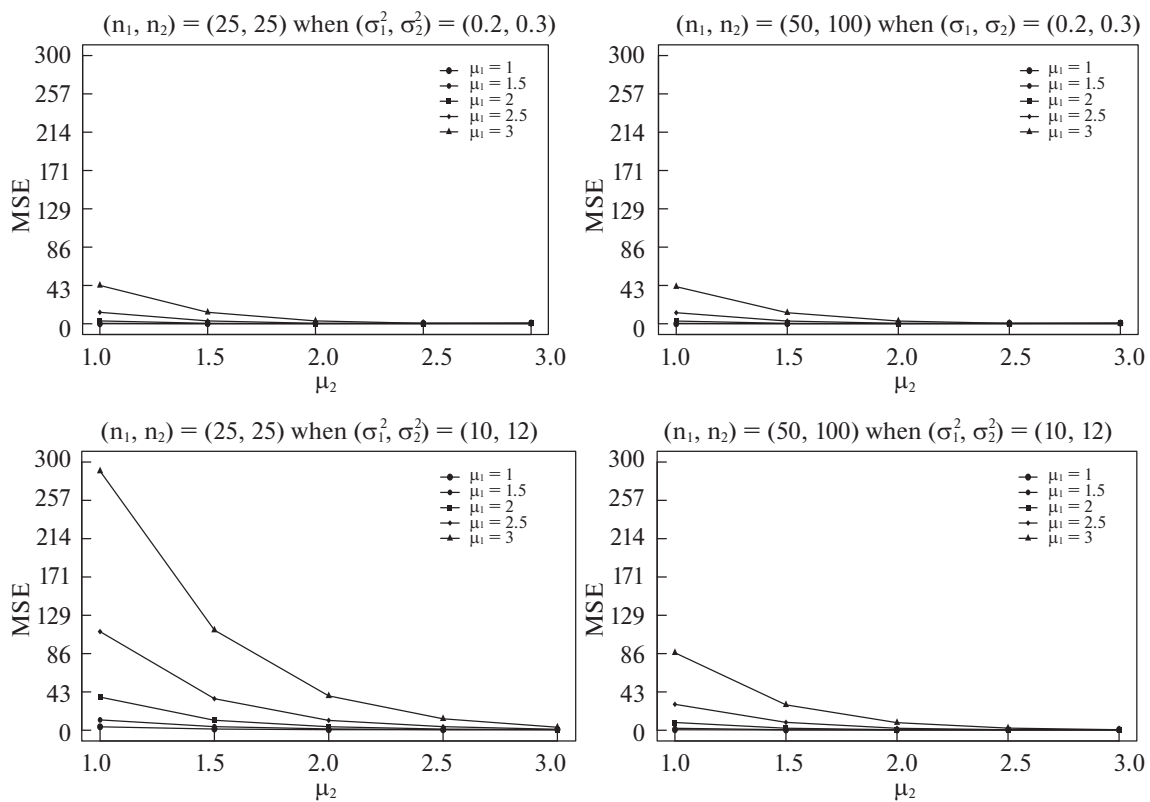 (n₁, n₂) = (25, 25) when (σ₁², σ₂²) = (0.2, 0.3)
MSE
300
257
214
171
129
86
43
0
μ₁ = 1
μ₁ = 1.5
μ₁ = 2
μ₁ = 2.5
μ₁ = 3
1.0 1.5 2.0 2.5 3.0
μ₂
(n₁, n₂) = (50, 100) when (σ₁, σ₂) = (0.2, 0.3)
MSE
300
257
214
171
129
86
43
0
μ₁ = 1
μ₁ = 1.5
μ₁ = 2
μ₁ = 2.5
μ₁ = 3
1.0 1.5 2.0 2.5 3.0
μ₂
(n₁, n₂) = (25, 25) when (σ₁², σ₂²) = (10, 12)
MSE
300
257
214
171
129
86
43
0
μ₁ = 1
μ₁ = 1.5
μ₁ = 2
μ₁ = 2.5
μ₁ = 3
1.0 1.5 2.0 2.5 3.0
μ₂
(n₁, n₂) = (50, 100) when (σ₁², σ₂²) = (10, 12)
MSE
300
257
214
171
129
86
43
0
μ₁ = 1
μ₁ = 1.5
μ₁ = 2
μ₁ = 2.5
μ₁ = 3
1.0 1.5 2.0 2.5 3.0
μ₂